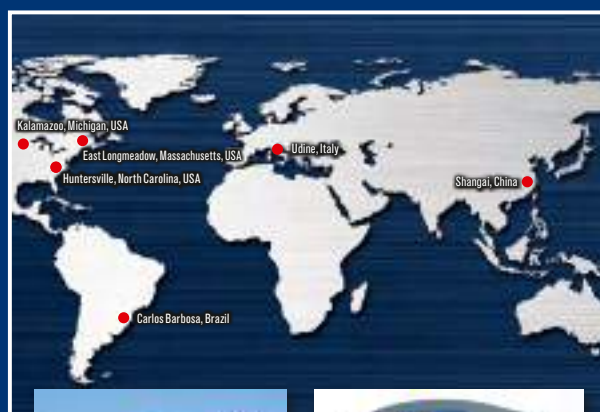 Kalamazoo, Michigan, USA
East Longmeadow, Massachusetts, USA
Udine, Italy
Huntersville, North Carolina, USA
Shangai, China
Carlos Barbosa, Brazil